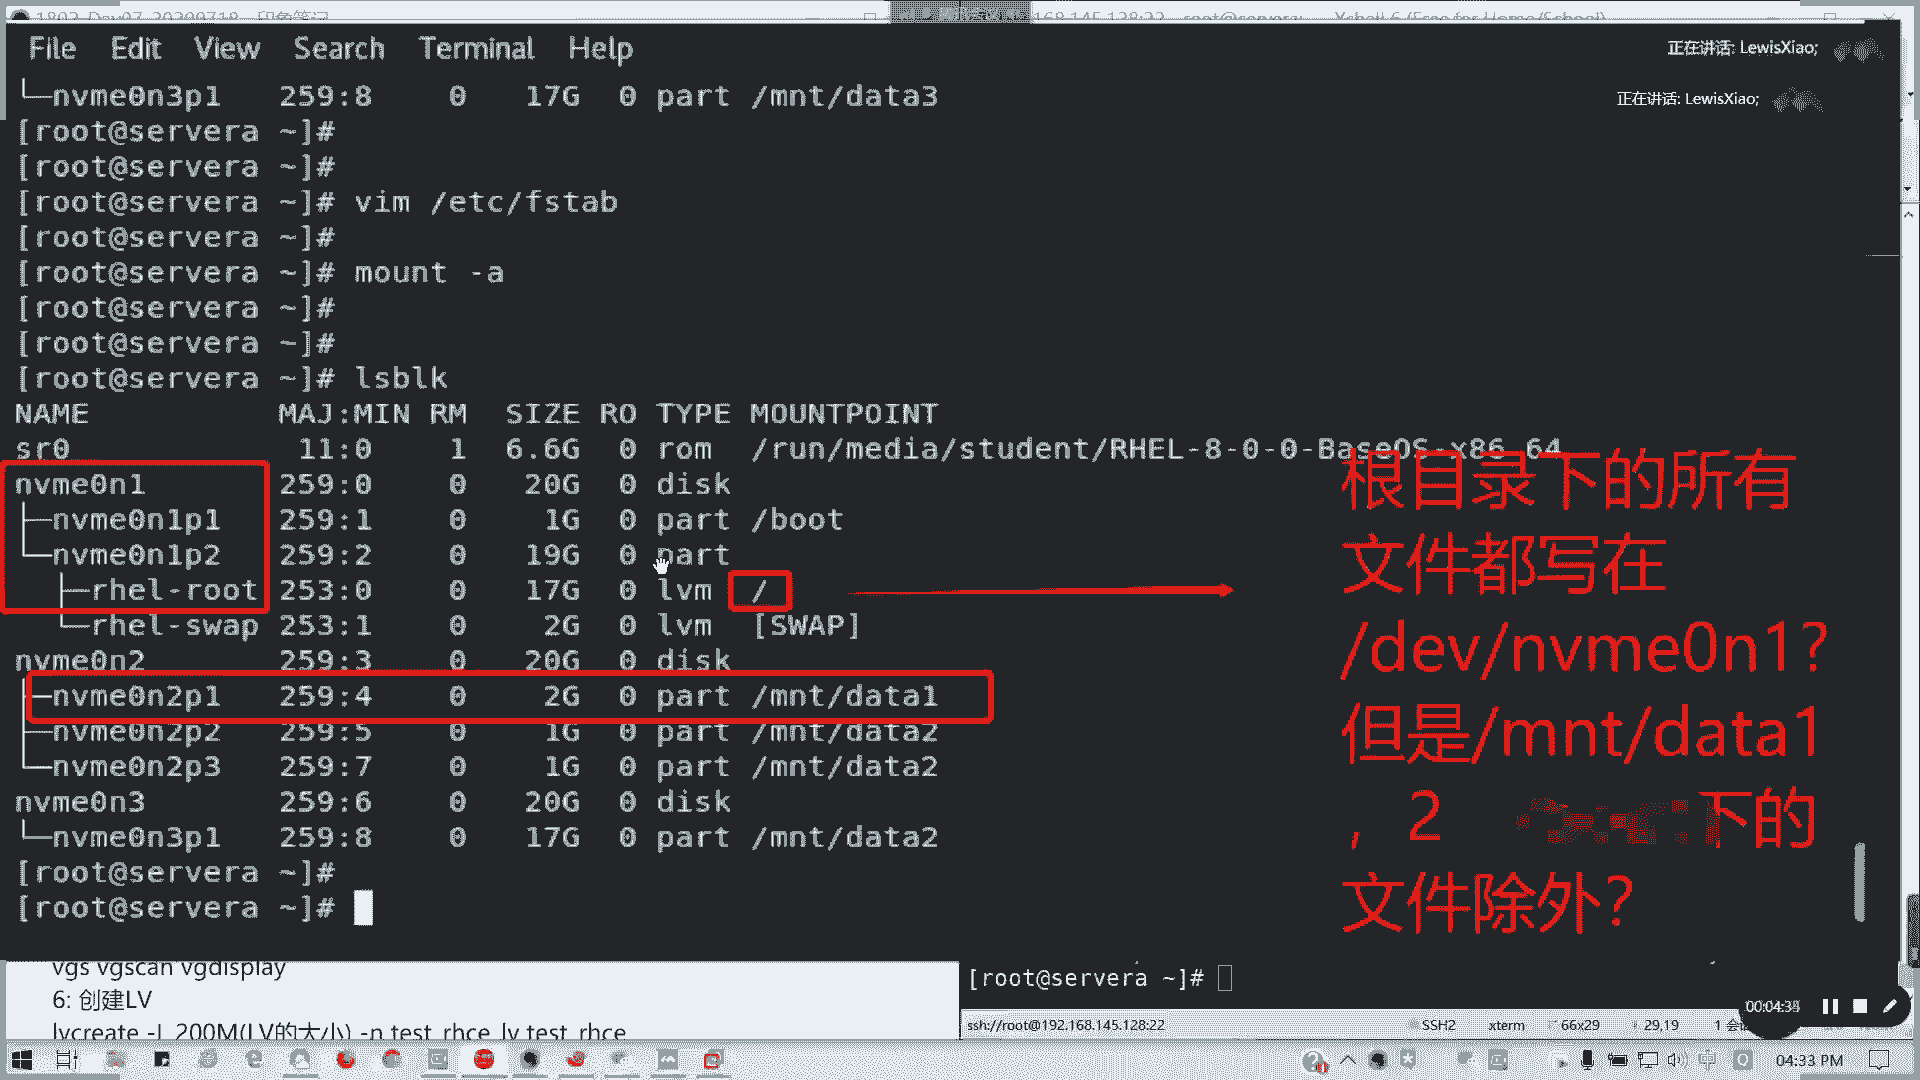 File Edit View Search Terminal Help
正在讲话: LewisXiao;
└─nvme0n3p1 259:8 0 17G 0 part /mnt/data3
正在讲话: LewisXiao;
[root@servera ~]#
[root@servera ~]#
[root@servera ~]# vim /etc/fstab
[root@servera ~]#
[root@servera ~]# mount -a
[root@servera ~]#
[root@servera ~]#
[root@servera ~]# lsblk
NAME MAJ:MIN RM SIZE RO TYPE MOUNTPOINT
sr0 11:0 1 6.6G 0 rom /run/media/student/RHEL-8-0-0-BaseOS-x86_64
nvme0n1 259:0 0 20G 0 disk
├─nvme0n1p1 259:1 0 1G 0 part /boot
└─nvme0n1p2 259:2 0 19G 0 part
├─rhel-root 253:0 0 17G 0 lvm /
└─rhel-swap 253:1 0 2G 0 lvm [SWAP]
nvme0n2 259:3 0 20G 0 disk
├─nvme0n2p1 259:4 0 2G 0 part /mnt/data1
├─nvme0n2p2 259:5 0 1G 0 part /mnt/data2
└─nvme0n2p3 259:7 0 1G 0 part /mnt/data2
nvme0n3 259:6 0 20G 0 disk
└─nvme0n3p1 259:8 0 17G 0 part /mnt/data2
[root@servera ~]#
[root@servera ~]#
根目录下的所有
文件都写在
/dev/nvme0n1?
但是/mnt/data1
，2 下的
文件除外?
vgs vgscan vgdisplay
6: 创建LV
lvcreate -L 200M(LV的大小) -n test_rhce_lv test_rhce
[root@servera ~]#
00:04:34
ssh://root@192.168.145.128:22 SSH2 xterm 66x29 29,19 1
04:33 PM